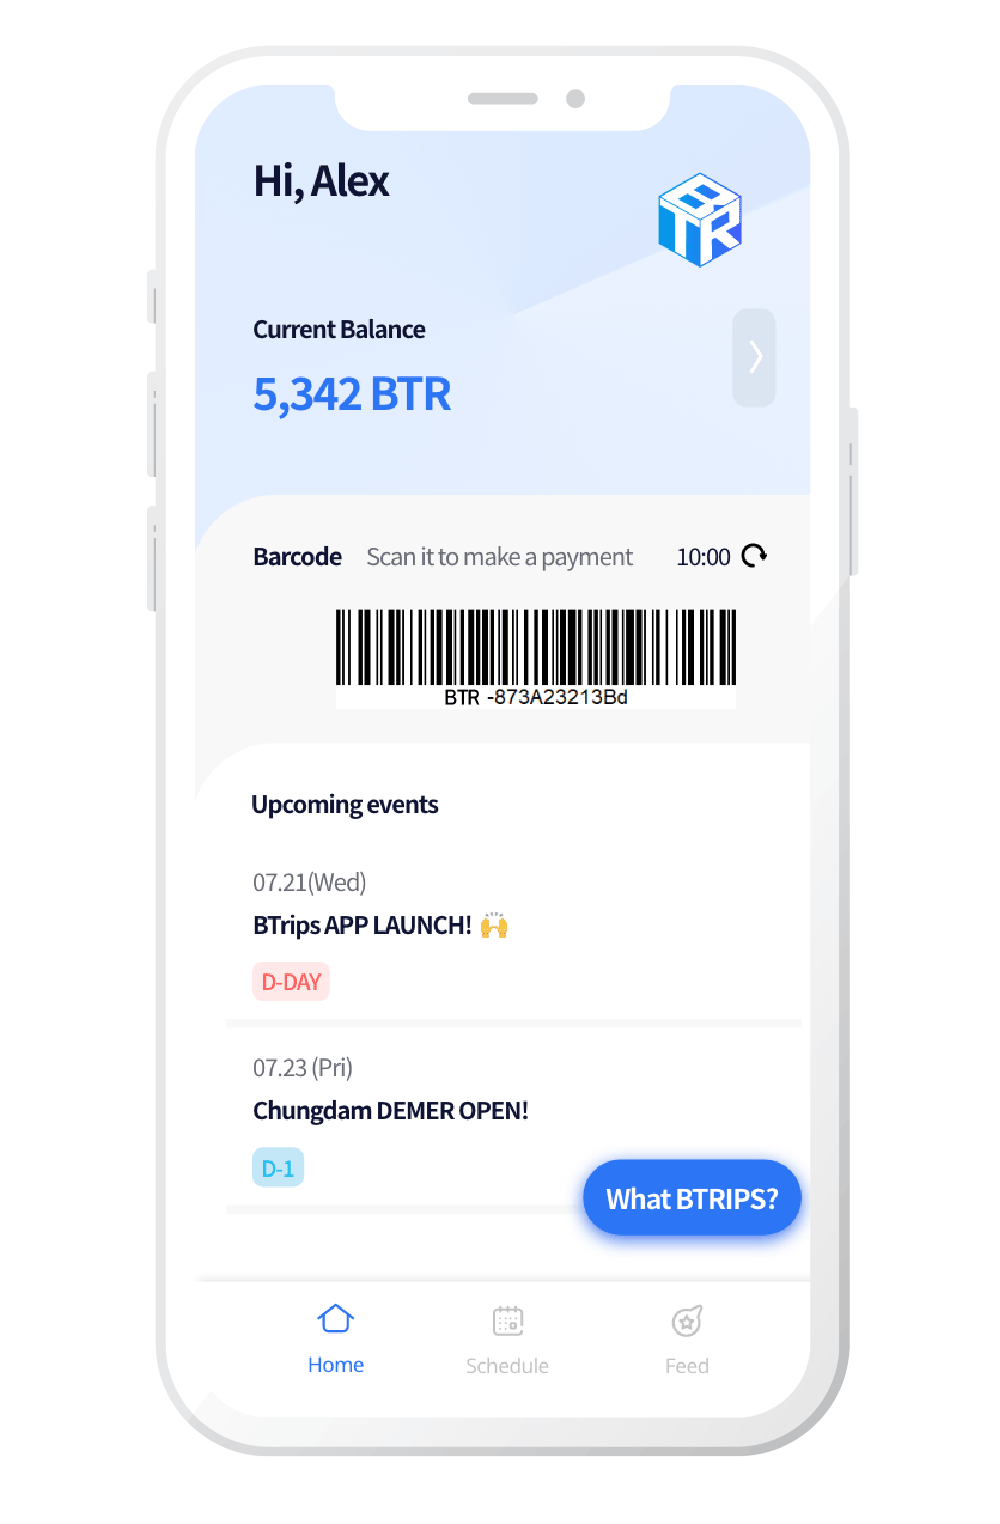 Hi, Alex
BTR
Current Balance
5,342 BTR
Barcode Scan it to make a payment 10:00
BTR -873A23213Bd
Upcoming events
07.21(Wed)
BTrips APP LAUNCH! 🙌
D-DAY
07.23 (Pri)
Chungdam DEMER OPEN!
D-1
What BTRIPS?
Home Schedule Feed